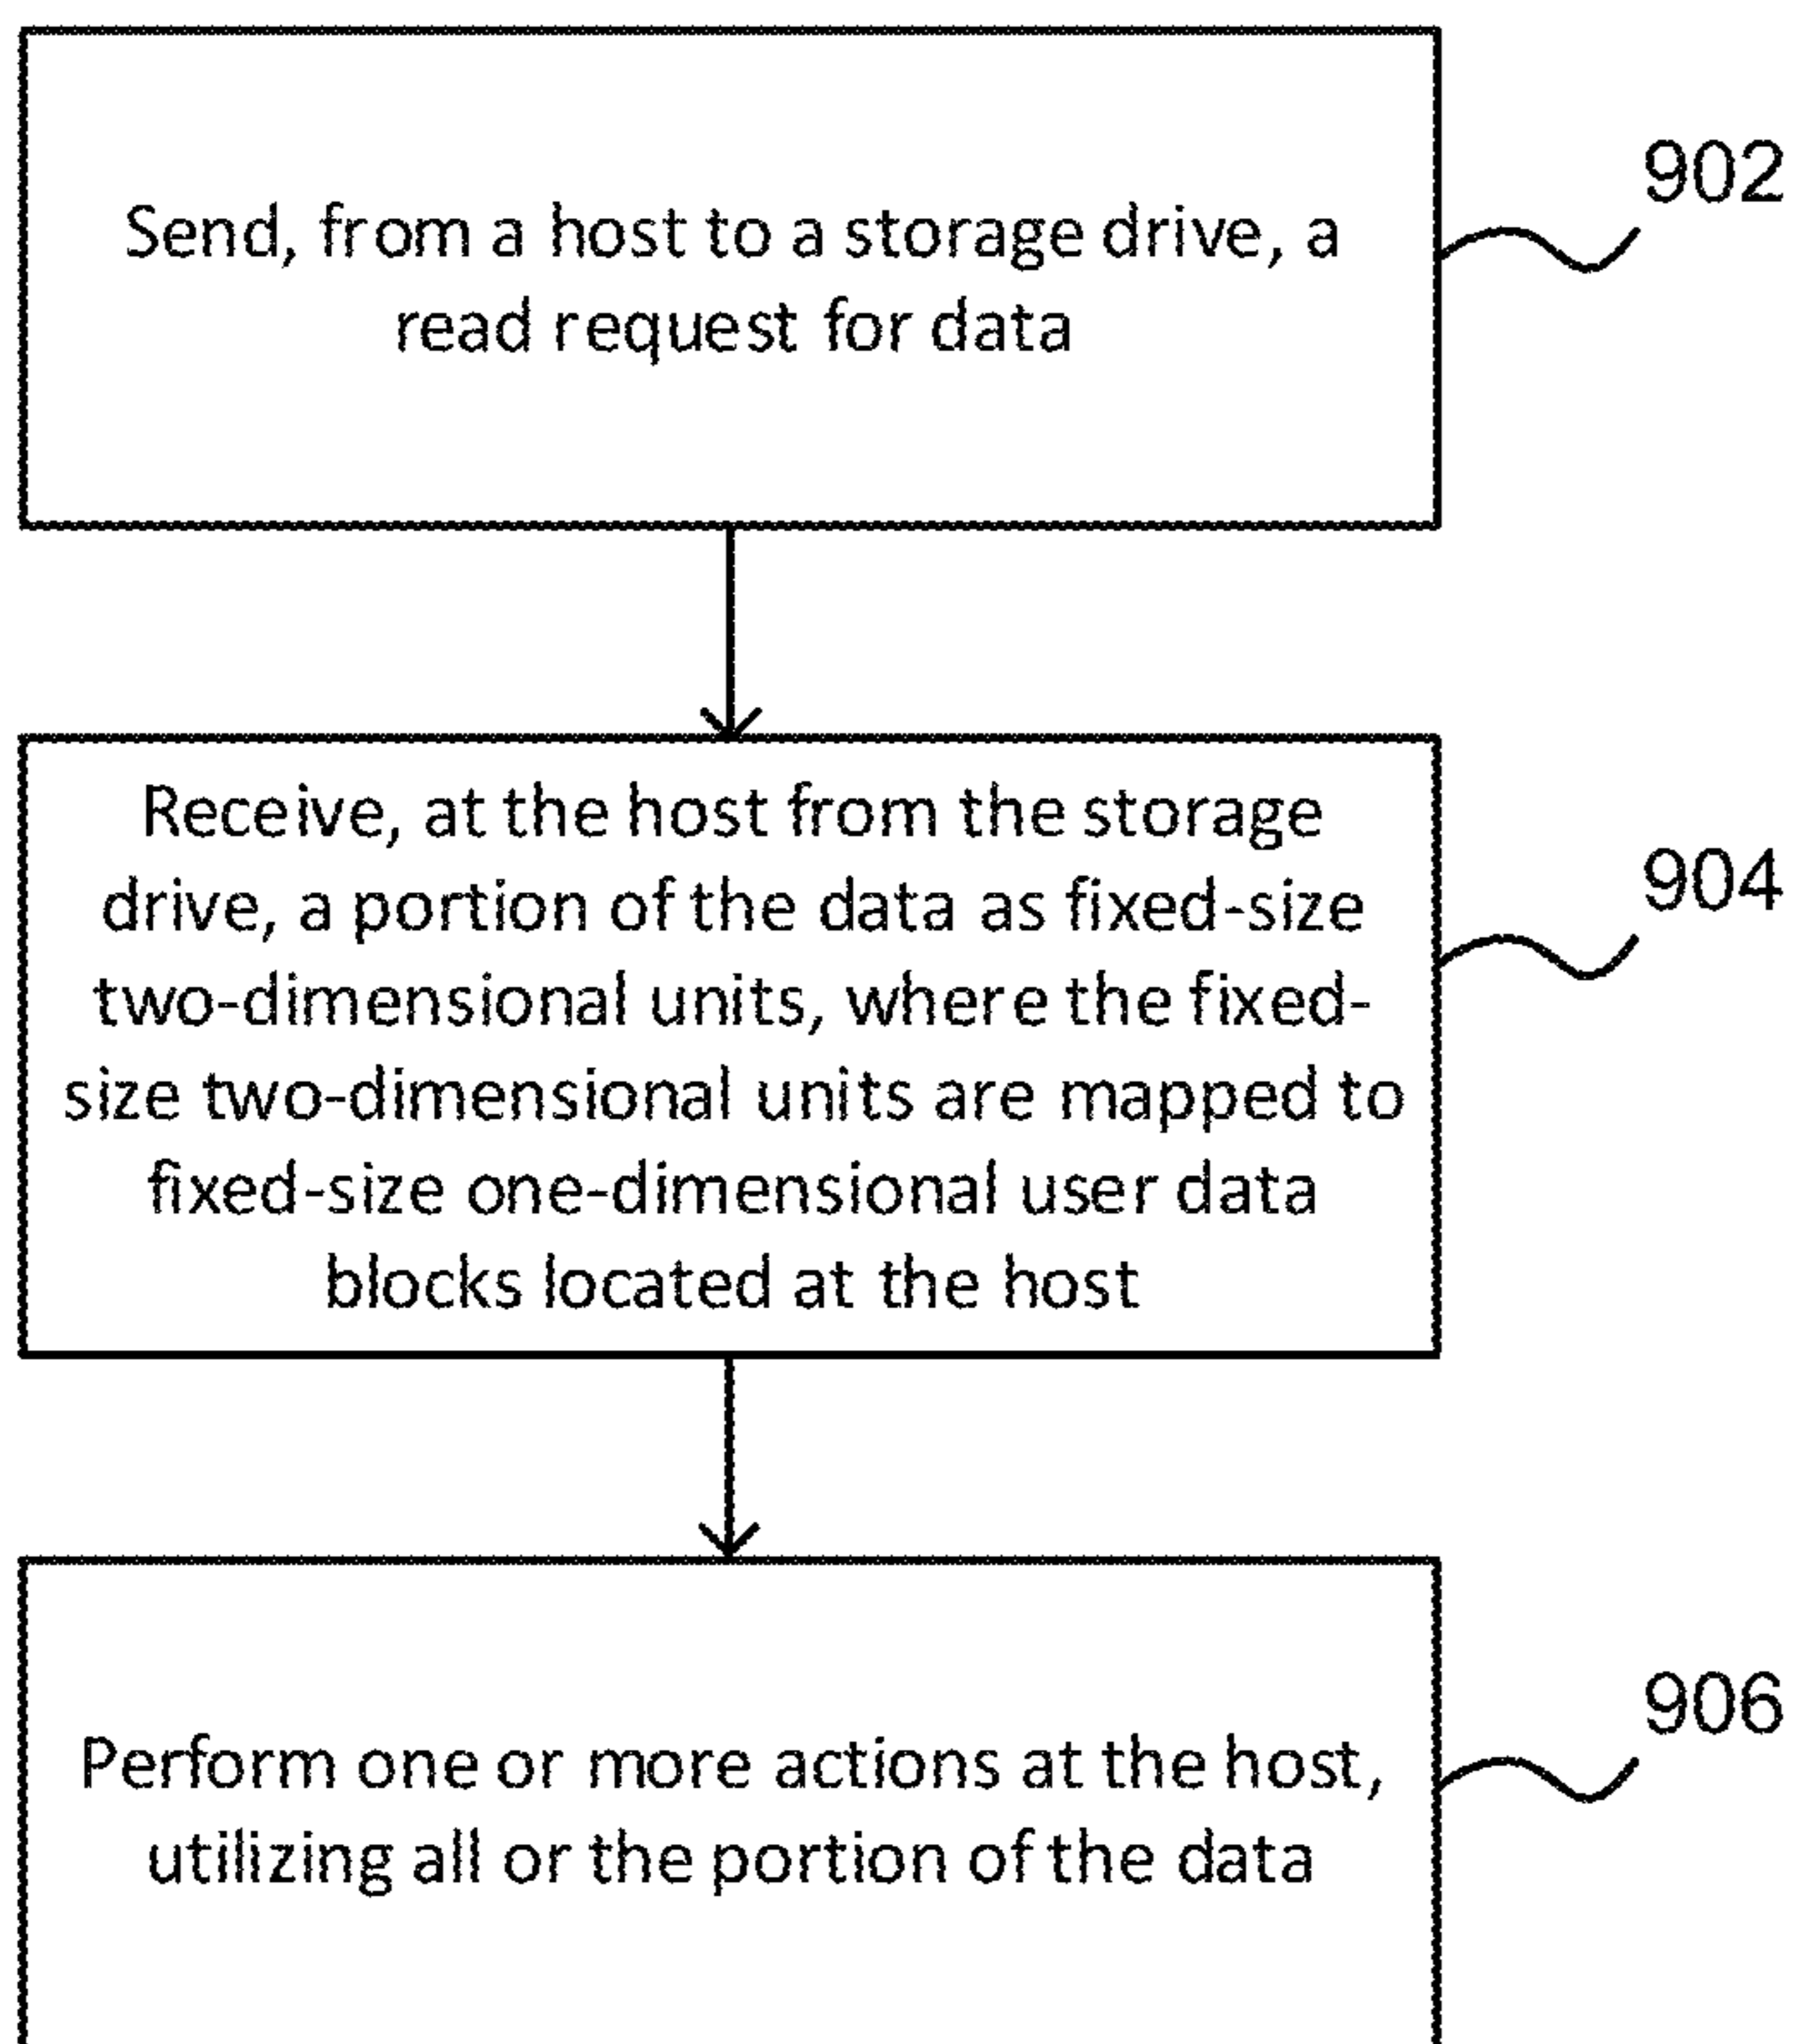 Send, from a host to a storage drive, a
read request for data
902
Receive, at the host from the storage
drive, a portion of the data as fixed-size
two-dimensional units, where the fixed-
size two-dimensional units are mapped to
fixed-size one-dimensional user data
blocks located at the host
904
Perform one or more actions at the host,
utilizing all or the portion of the data
906